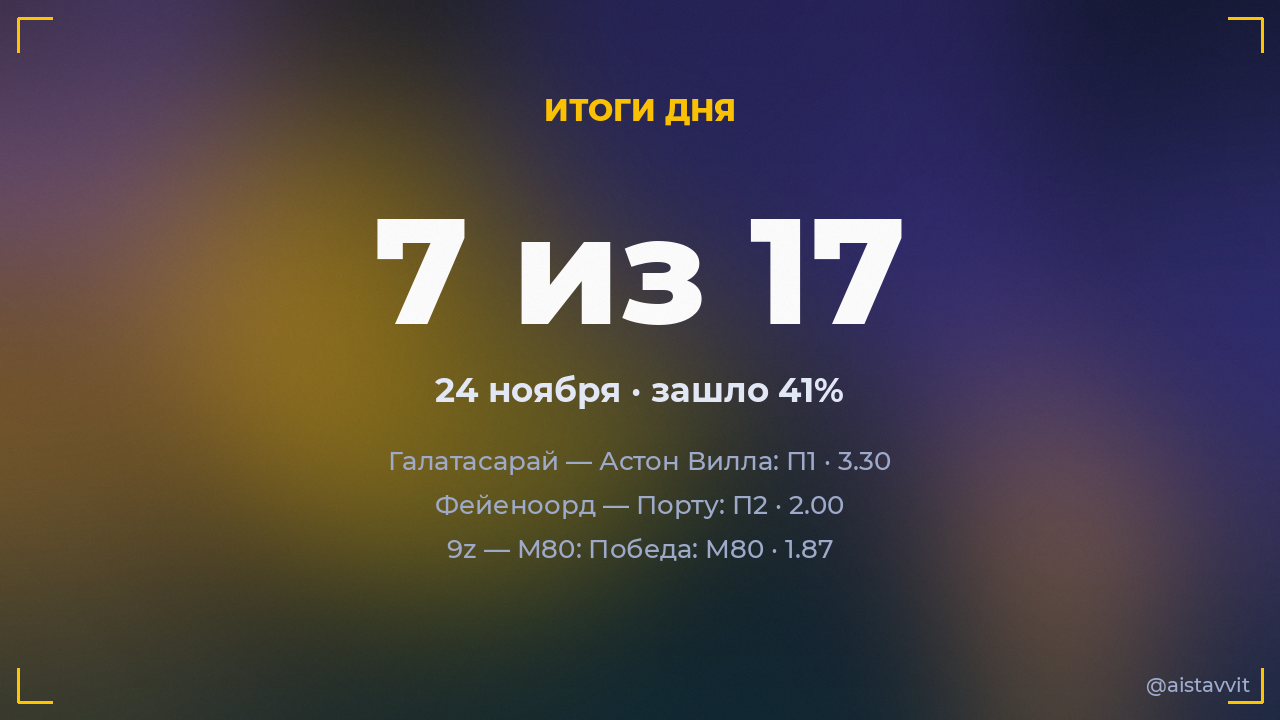 ИТОГИ ДНЯ
7 из 17
24 ноября · зашло 41%
Галатасарай — Астон Вилла: П1 · 3.30
Фейеноорд — Порту: П2 · 2.00
9z — M80: Победа: M80 · 1.87
@aistavvit